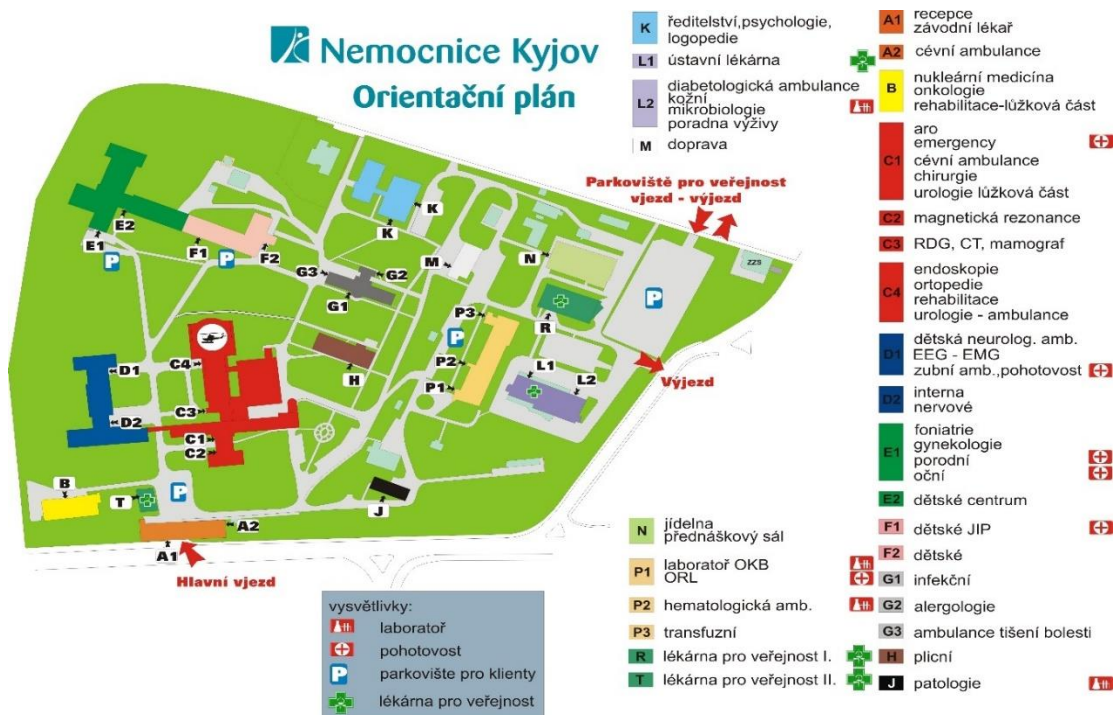 Nemocnice Kyjov
Orientační plán
K ředitelství,psychologie,
logopedie
L1 ústavní lékárna
L2 diabetologická ambulance
kožní
mikrobiologie
poradna výživy
M doprava
A1 recepce
závodní lékař
A2 cévní ambulance
B nukleární medicína
onkologie
rehabilitace-lůžková část
C1 aro
emergency
cévní ambulance
chirurgie
urologie lůžková část
C2 magnetická rezonance
C3 RDG, CT, mamograf
C4 endoskopie
ortopedie
rehabilitace
urologie - ambulance
D1 dětská neurolog. amb.
EEG - EMG
zubní amb.,pohotovost
D2 interna
nervové
E1 foniatrie
gynekologie
porodní
oční
E2 dětské centrum
F1 dětské JIP
F2 dětské
G1 infekční
G2 alergologie
G3 ambulance tišení bolesti
H plicní
J patologie
N jídelna
přednáškový sál
P1 laboratoř OKB
ORL
P2 hematologická amb.
P3 transfuzní
R lékárna pro veřejnost I.
T lékárna pro veřejnost II.
Parkoviště pro veřejnost
vjezd - výjezd
ZZS
K
K
E2
E1
P
F1
P
F2
G3
G2
G1
M
N
P
P3
P
R
Výjezd
P2
P1
L1
L2
H
C4
D1
C3
D2
C1
C2
B
T
P
A2
A1
J
Hlavní vjezd
vysvětlivky:
laboratoř
pohotovost
P parkoviště pro klienty
lékárna pro veřejnost